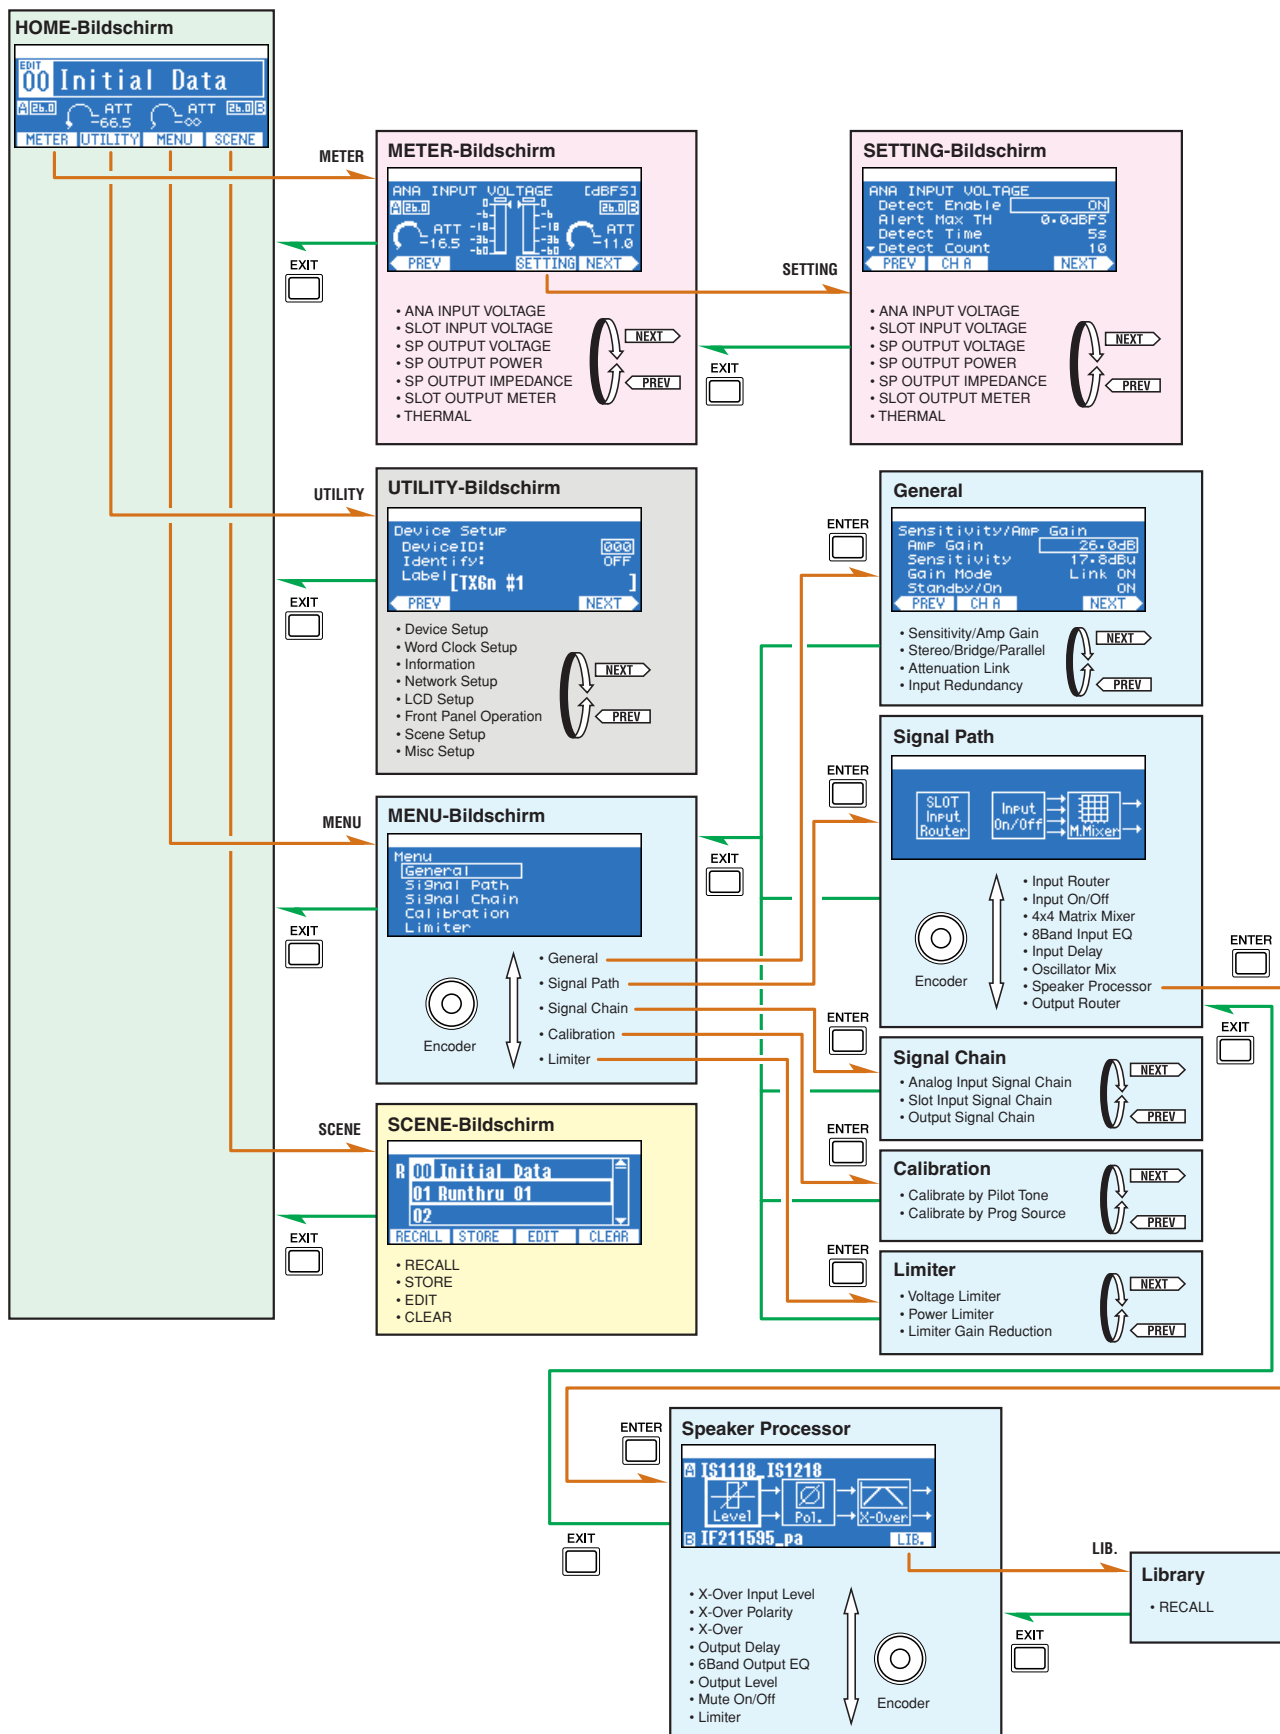 HOME-Bildschirm
EDIT
00 Initial Data
A 26.0 ATT -66.5 ATT -∞ 26.0 B
METER UTILITY MENU SCENE
METER
METER-Bildschirm
ANA INPUT VOLTAGE [dBFS]
A 26.0 0 0 26.0 B
-6 -6
ATT -18 -18 ATT
-16.5 -36 -36 -11.0
-60 -60
PREV SETTING NEXT
• ANA INPUT VOLTAGE
• SLOT INPUT VOLTAGE
• SP OUTPUT VOLTAGE
• SP OUTPUT POWER
• SP OUTPUT IMPEDANCE
• SLOT OUTPUT METER
• THERMAL
NEXT
PREV
EXIT
SETTING
SETTING-Bildschirm
ANA INPUT VOLTAGE
Detect Enable ON
Alert Max TH 0.0dBFS
Detect Time 5s
▼Detect Count 10
PREV CH A NEXT
• ANA INPUT VOLTAGE
• SLOT INPUT VOLTAGE
• SP OUTPUT VOLTAGE
• SP OUTPUT POWER
• SP OUTPUT IMPEDANCE
• SLOT OUTPUT METER
• THERMAL
NEXT
PREV
EXIT
UTILITY
UTILITY-Bildschirm
Device Setup
DeviceID: 000
Identify: OFF
Label [TX6n #1 ]
PREV NEXT
• Device Setup
• Word Clock Setup
• Information
• Network Setup
• LCD Setup
• Front Panel Operation
• Scene Setup
• Misc Setup
NEXT
PREV
EXIT
MENU
MENU-Bildschirm
Menu
General
Signal Path
Signal Chain
Calibration
Limiter
• General
• Signal Path
• Signal Chain
• Calibration
• Limiter
Encoder
EXIT
EXIT
SCENE
SCENE-Bildschirm
R 00 Initial Data
01 Runthru 01
02
RECALL STORE EDIT CLEAR
• RECALL
• STORE
• EDIT
• CLEAR
EXIT
ENTER
General
Sensitivity/Amp Gain
Amp Gain 26.0dB
Sensitivity 17.8dBu
Gain Mode Link ON
Standby/On ON
PREV CH A NEXT
• Sensitivity/Amp Gain
• Stereo/Bridge/Parallel
• Attenuation Link
• Input Redundancy
NEXT
PREV
ENTER
Signal Path
SLOT Input Router
Input On/Off
M.Mixer
• Input Router
• Input On/Off
• 4x4 Matrix Mixer
• 8Band Input EQ
• Input Delay
• Oscillator Mix
• Speaker Processor
• Output Router
Encoder
ENTER
EXIT
ENTER
Signal Chain
• Analog Input Signal Chain
• Slot Input Signal Chain
• Output Signal Chain
NEXT
PREV
ENTER
Calibration
• Calibrate by Pilot Tone
• Calibrate by Prog Source
NEXT
PREV
ENTER
Limiter
• Voltage Limiter
• Power Limiter
• Limiter Gain Reduction
NEXT
PREV
ENTER
Speaker Processor
A IS1118_IS1218
Level Pol. X-Over
B IF211595_pa LIB.
• X-Over Input Level
• X-Over Polarity
• X-Over
• Output Delay
• 6Band Output EQ
• Output Level
• Mute On/Off
• Limiter
Encoder
EXIT
LIB.
Library
• RECALL
EXIT